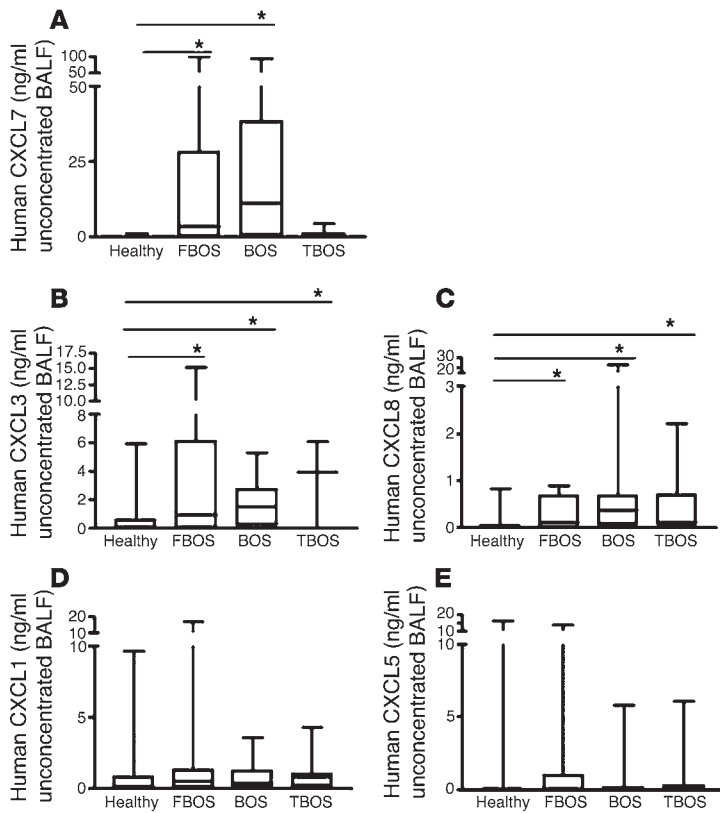 A
*
*
Human CXCL7 (ng/ml
unconcentrated BALF)
100
50
50
25
0
Healthy FBOS BOS TBOS
B
*
*
*
Human CXCL3 (ng/ml
unconcentrated BALF)
17.5
15.0
12.5
10.0
8
6
4
2
0
Healthy FBOS BOS TBOS
C
*
*
*
Human CXCL8 (ng/ml
unconcentrated BALF)
30
20
3
2
1
0
Healthy FBOS BOS TBOS
D
Human CXCL1 (ng/ml
unconcentrated BALF)
20
10
10
5
0
Healthy FBOS BOS TBOS
E
Human CXCL5 (ng/ml
unconcentrated BALF)
20
10
10
5
0
Healthy FBOS BOS TBOS